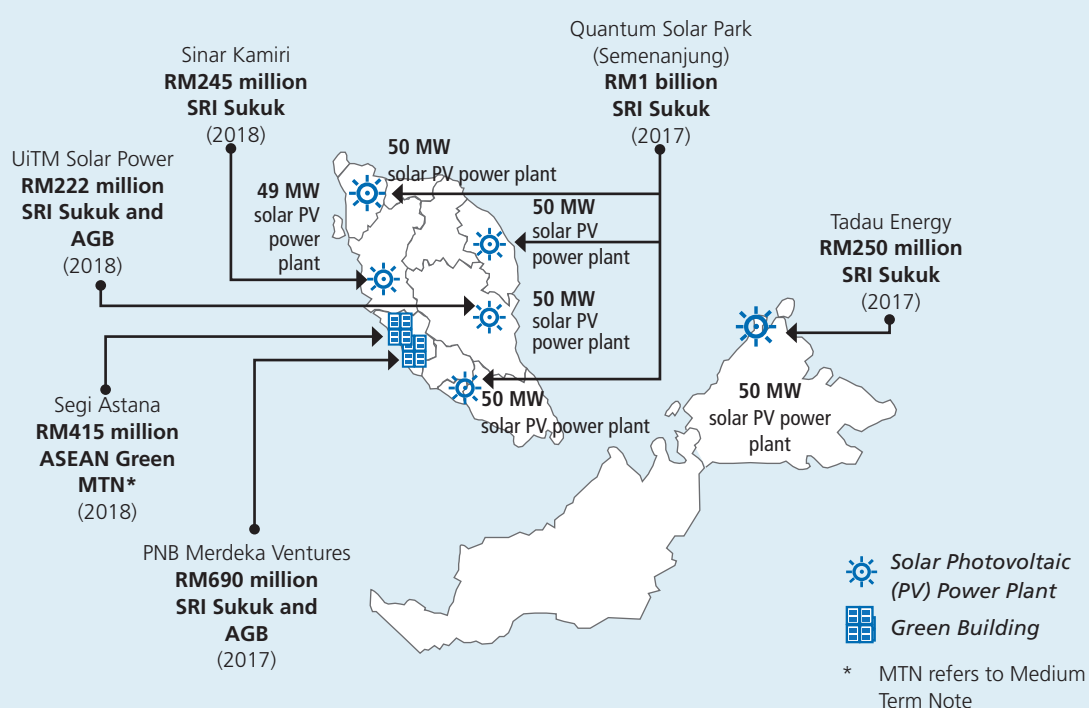 Quantum Solar Park
(Semenanjung)
RM1 billion
SRI Sukuk
(2017)
Sinar Kamiri
RM245 million
SRI Sukuk
(2018)
UiTM Solar Power
RM222 million
SRI Sukuk and
AGB
(2018)
50 MW
solar PV power plant
49 MW
solar PV
power
plant
50 MW
solar PV
power plant
50 MW
solar PV
power plant
50 MW
solar PV power plant
Tadau Energy
RM250 million
SRI Sukuk
(2017)
50 MW
solar PV power
plant
Segi Astana
RM415 million
ASEAN Green
MTN*
(2018)
PNB Merdeka Ventures
RM690 million
SRI Sukuk and
AGB
(2017)
Solar Photovoltaic
(PV) Power Plant
Green Building
* MTN refers to Medium
Term Note